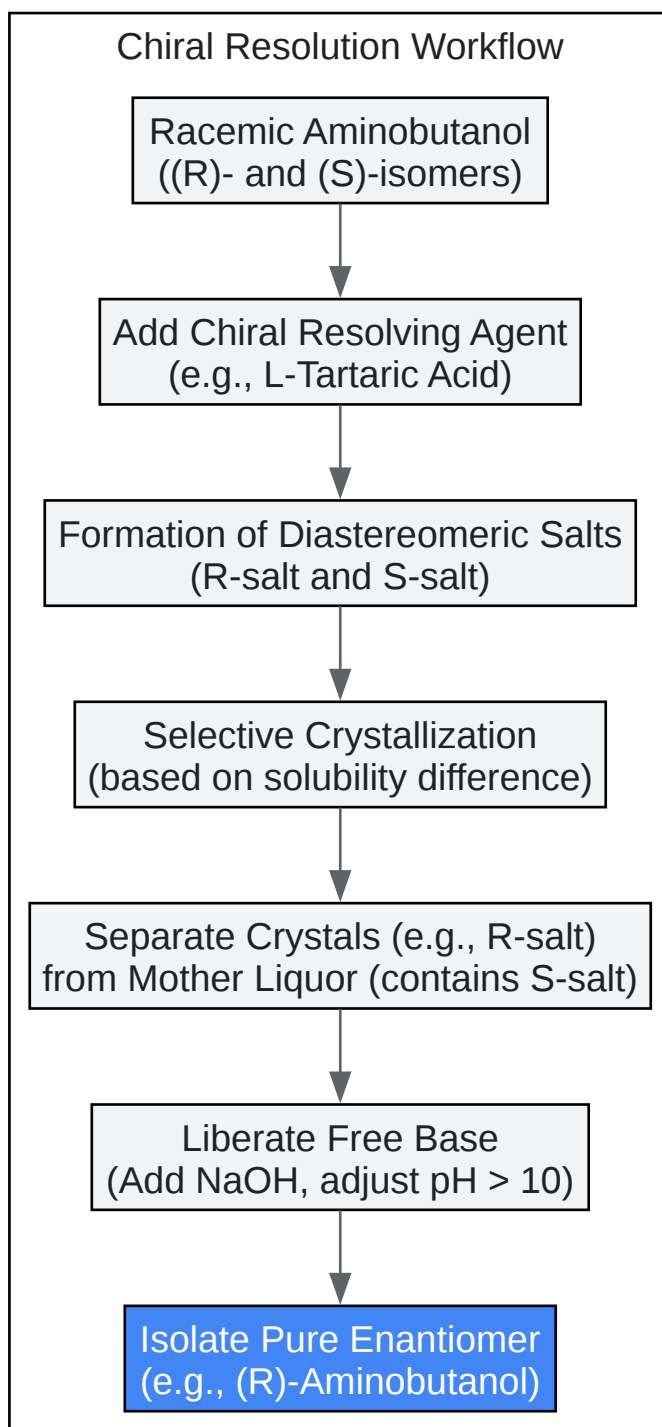 Chiral Resolution Workflow
Racemic Aminobutanol
((R)- and (S)-isomers)
Add Chiral Resolving Agent
(e.g., L-Tartaric Acid)
Formation of Diastereomeric Salts
(R-salt and S-salt)
Selective Crystallization
(based on solubility difference)
Separate Crystals (e.g., R-salt)
from Mother Liquor (contains S-salt)
Liberate Free Base
(Add NaOH, adjust pH > 10)
Isolate Pure Enantiomer
(e.g., (R)-Aminobutanol)